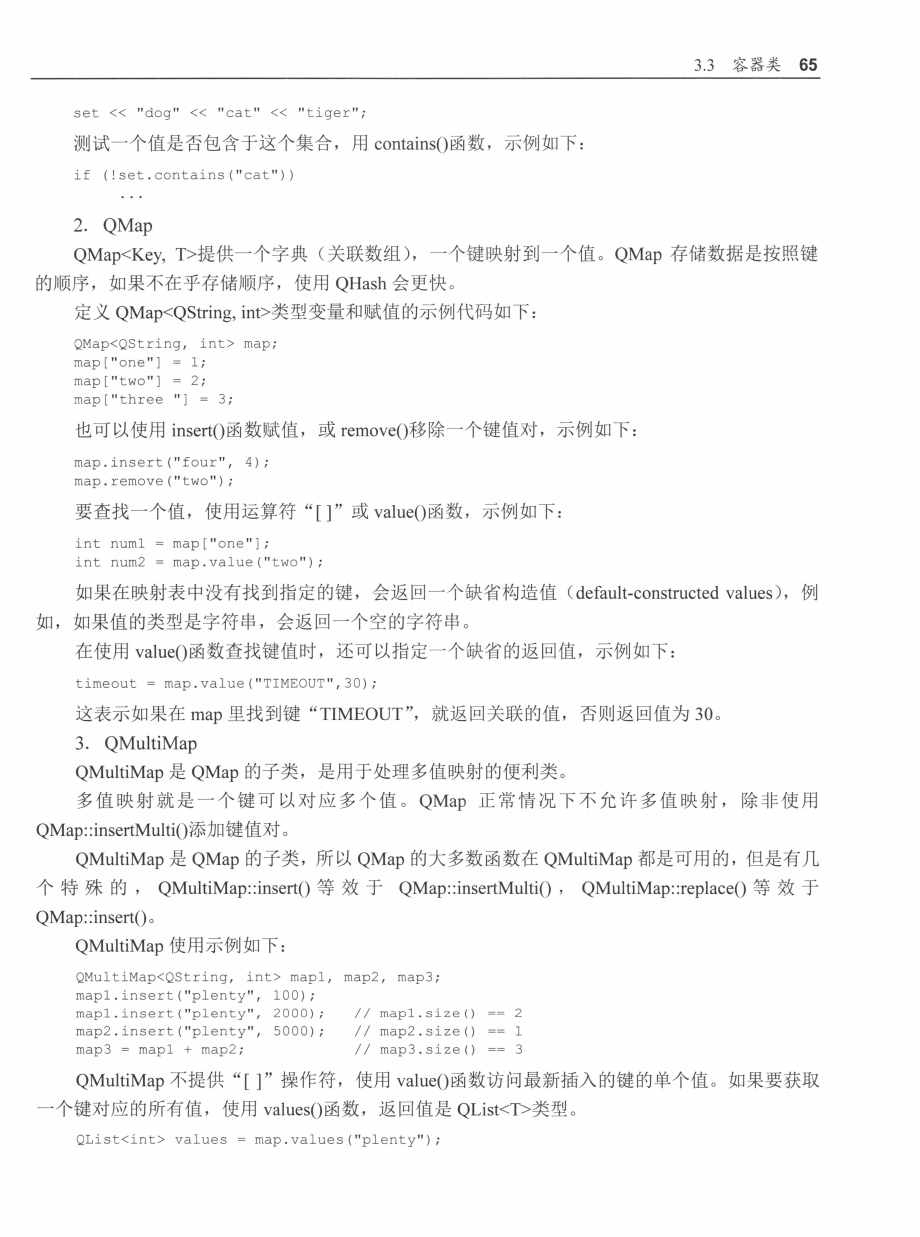 3.3 容器类 65
set << "dog" << "cat" << "tiger";
测试一个值是否包含于这个集合，用 contains()函数，示例如下：
if (!set.contains("cat"))
...
2. QMap
QMap<Key, T>提供一个字典（关联数组），一个键映射到一个值。QMap 存储数据是按照键
的顺序，如果不在乎存储顺序，使用 QHash 会更快。
定义 QMap<QString, int>类型变量和赋值的示例代码如下：
QMap<QString, int> map;
map["one"] = 1;
map["two"] = 2;
map["three "] = 3;
也可以使用 insert()函数赋值，或 remove()移除一个键值对，示例如下：
map.insert("four", 4);
map.remove("two");
要查找一个值，使用运算符“[ ]”或 value()函数，示例如下：
int num1 = map["one"];
int num2 = map.value("two");
如果在映射表中没有找到指定的键，会返回一个缺省构造值（default-constructed values），例
如，如果值的类型是字符串，会返回一个空的字符串。
在使用 value()函数查找键值时，还可以指定一个缺省的返回值，示例如下：
timeout = map.value("TIMEOUT",30);
这表示如果在 map 里找到键“TIMEOUT”，就返回关联的值，否则返回值为 30。
3. QMultiMap
QMultiMap 是 QMap 的子类，是用于处理多值映射的便利类。
多值映射就是一个键可以对应多个值。QMap 正常情况下不允许多值映射，除非使用
QMap::insertMulti()添加键值对。
QMultiMap 是 QMap 的子类，所以 QMap 的大多数函数在 QMultiMap 都是可用的，但是有几
个特殊的，QMultiMap::insert()等效于 QMap::insertMulti()，QMultiMap::replace()等效于
QMap::insert()。
QMultiMap 使用示例如下：
QMultiMap<QString, int> map1, map2, map3;
map1.insert("plenty", 100);
map1.insert("plenty", 2000); // map1.size() == 2
map2.insert("plenty", 5000); // map2.size() == 1
map3 = map1 + map2; // map3.size() == 3
QMultiMap 不提供“[ ]”操作符，使用 value()函数访问最新插入的键的单个值。如果要获取
一个键对应的所有值，使用 values()函数，返回值是 QList<T>类型。
QList<int> values = map.values("plenty");